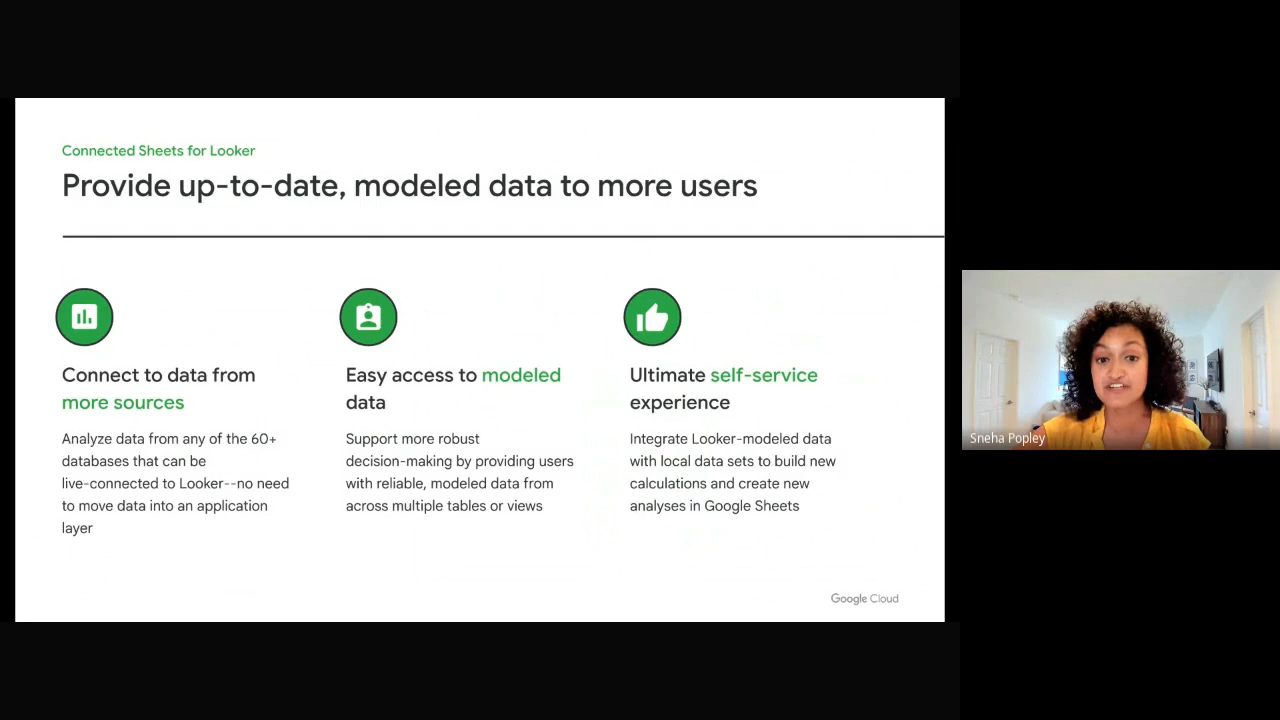 Connected Sheets for Looker
Provide up-to-date, modeled data to more users
Connect to data from
more sources
Analyze data from any of the 60+
databases that can be
live-connected to Looker--no need
to move data into an application
layer
Easy access to modeled
data
Support more robust
decision-making by providing users
with reliable, modeled data from
across multiple tables or views
Ultimate self-service
experience
Integrate Looker-modeled data
with local data sets to build new
calculations and create new
analyses in Google Sheets
Google Cloud
Sneha Popley